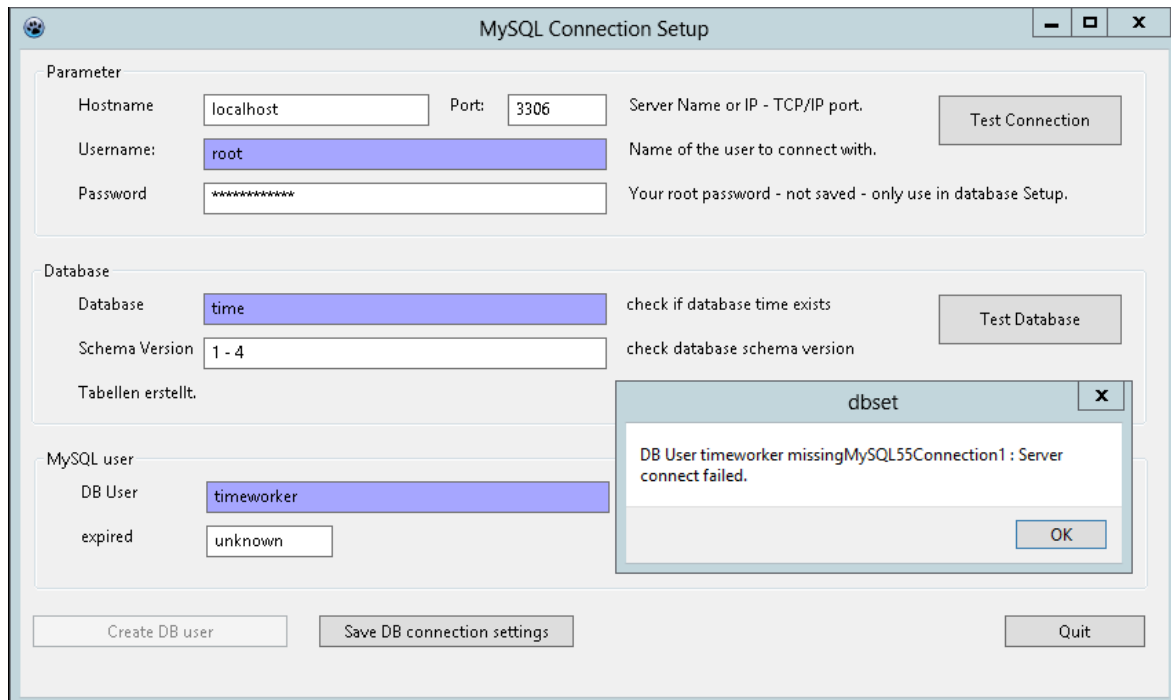 MySQL Connection Setup
Parameter
Hostname localhost Port: 3306 Server Name or IP - TCP/IP port. Test Connection
Username: root Name of the user to connect with.
Password ************ Your root password - not saved - only use in database Setup.
Database
Database time check if database time exists Test Database
Schema Version 1 - 4 check database schema version
Tabellen erstellt.
dbset
x
DB User timeworker missingMySQL55Connection1 : Server
connect failed.
OK
MySQL user
DB User timeworker
expired unknown
Create DB user Save DB connection settings Quit